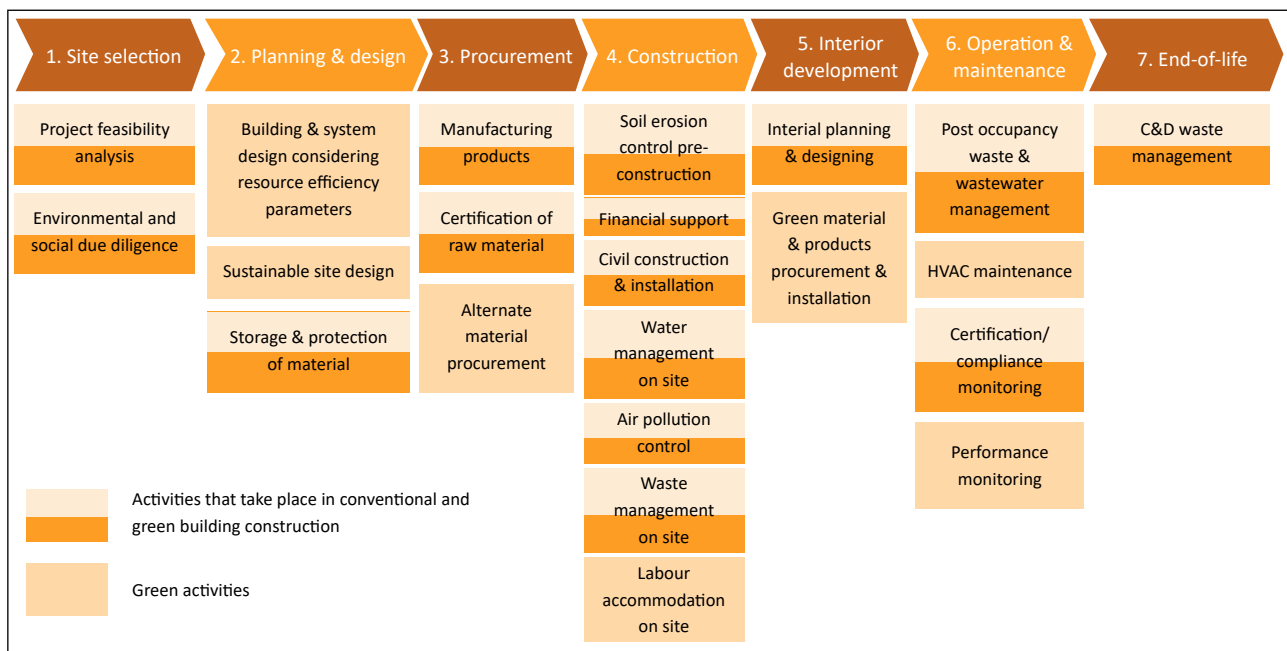 1. Site selection
2. Planning & design
3. Procurement
4. Construction
5. Interior
development
6. Operation &
maintenance
7. End-of-life
Project feasibility
analysis
Environmental and
social due diligence
Building & system
design considering
resource efficiency
parameters
Sustainable site design
Storage & protection
of material
Manufacturing
products
Certification of
raw material
Alternate
material
procurement
Soil erosion
control pre-
construction
Financial support
Civil construction
& installation
Water
management
on site
Air pollution
control
Waste
management
on site
Labour
accommodation
on site
Interial planning
& designing
Green material
& products
procurement &
installation
Post occupancy
waste &
wastewater
management
HVAC maintenance
Certification/
compliance
monitoring
Performance
monitoring
C&D waste
management
Activities that take place in conventional and
green building construction
Green activities